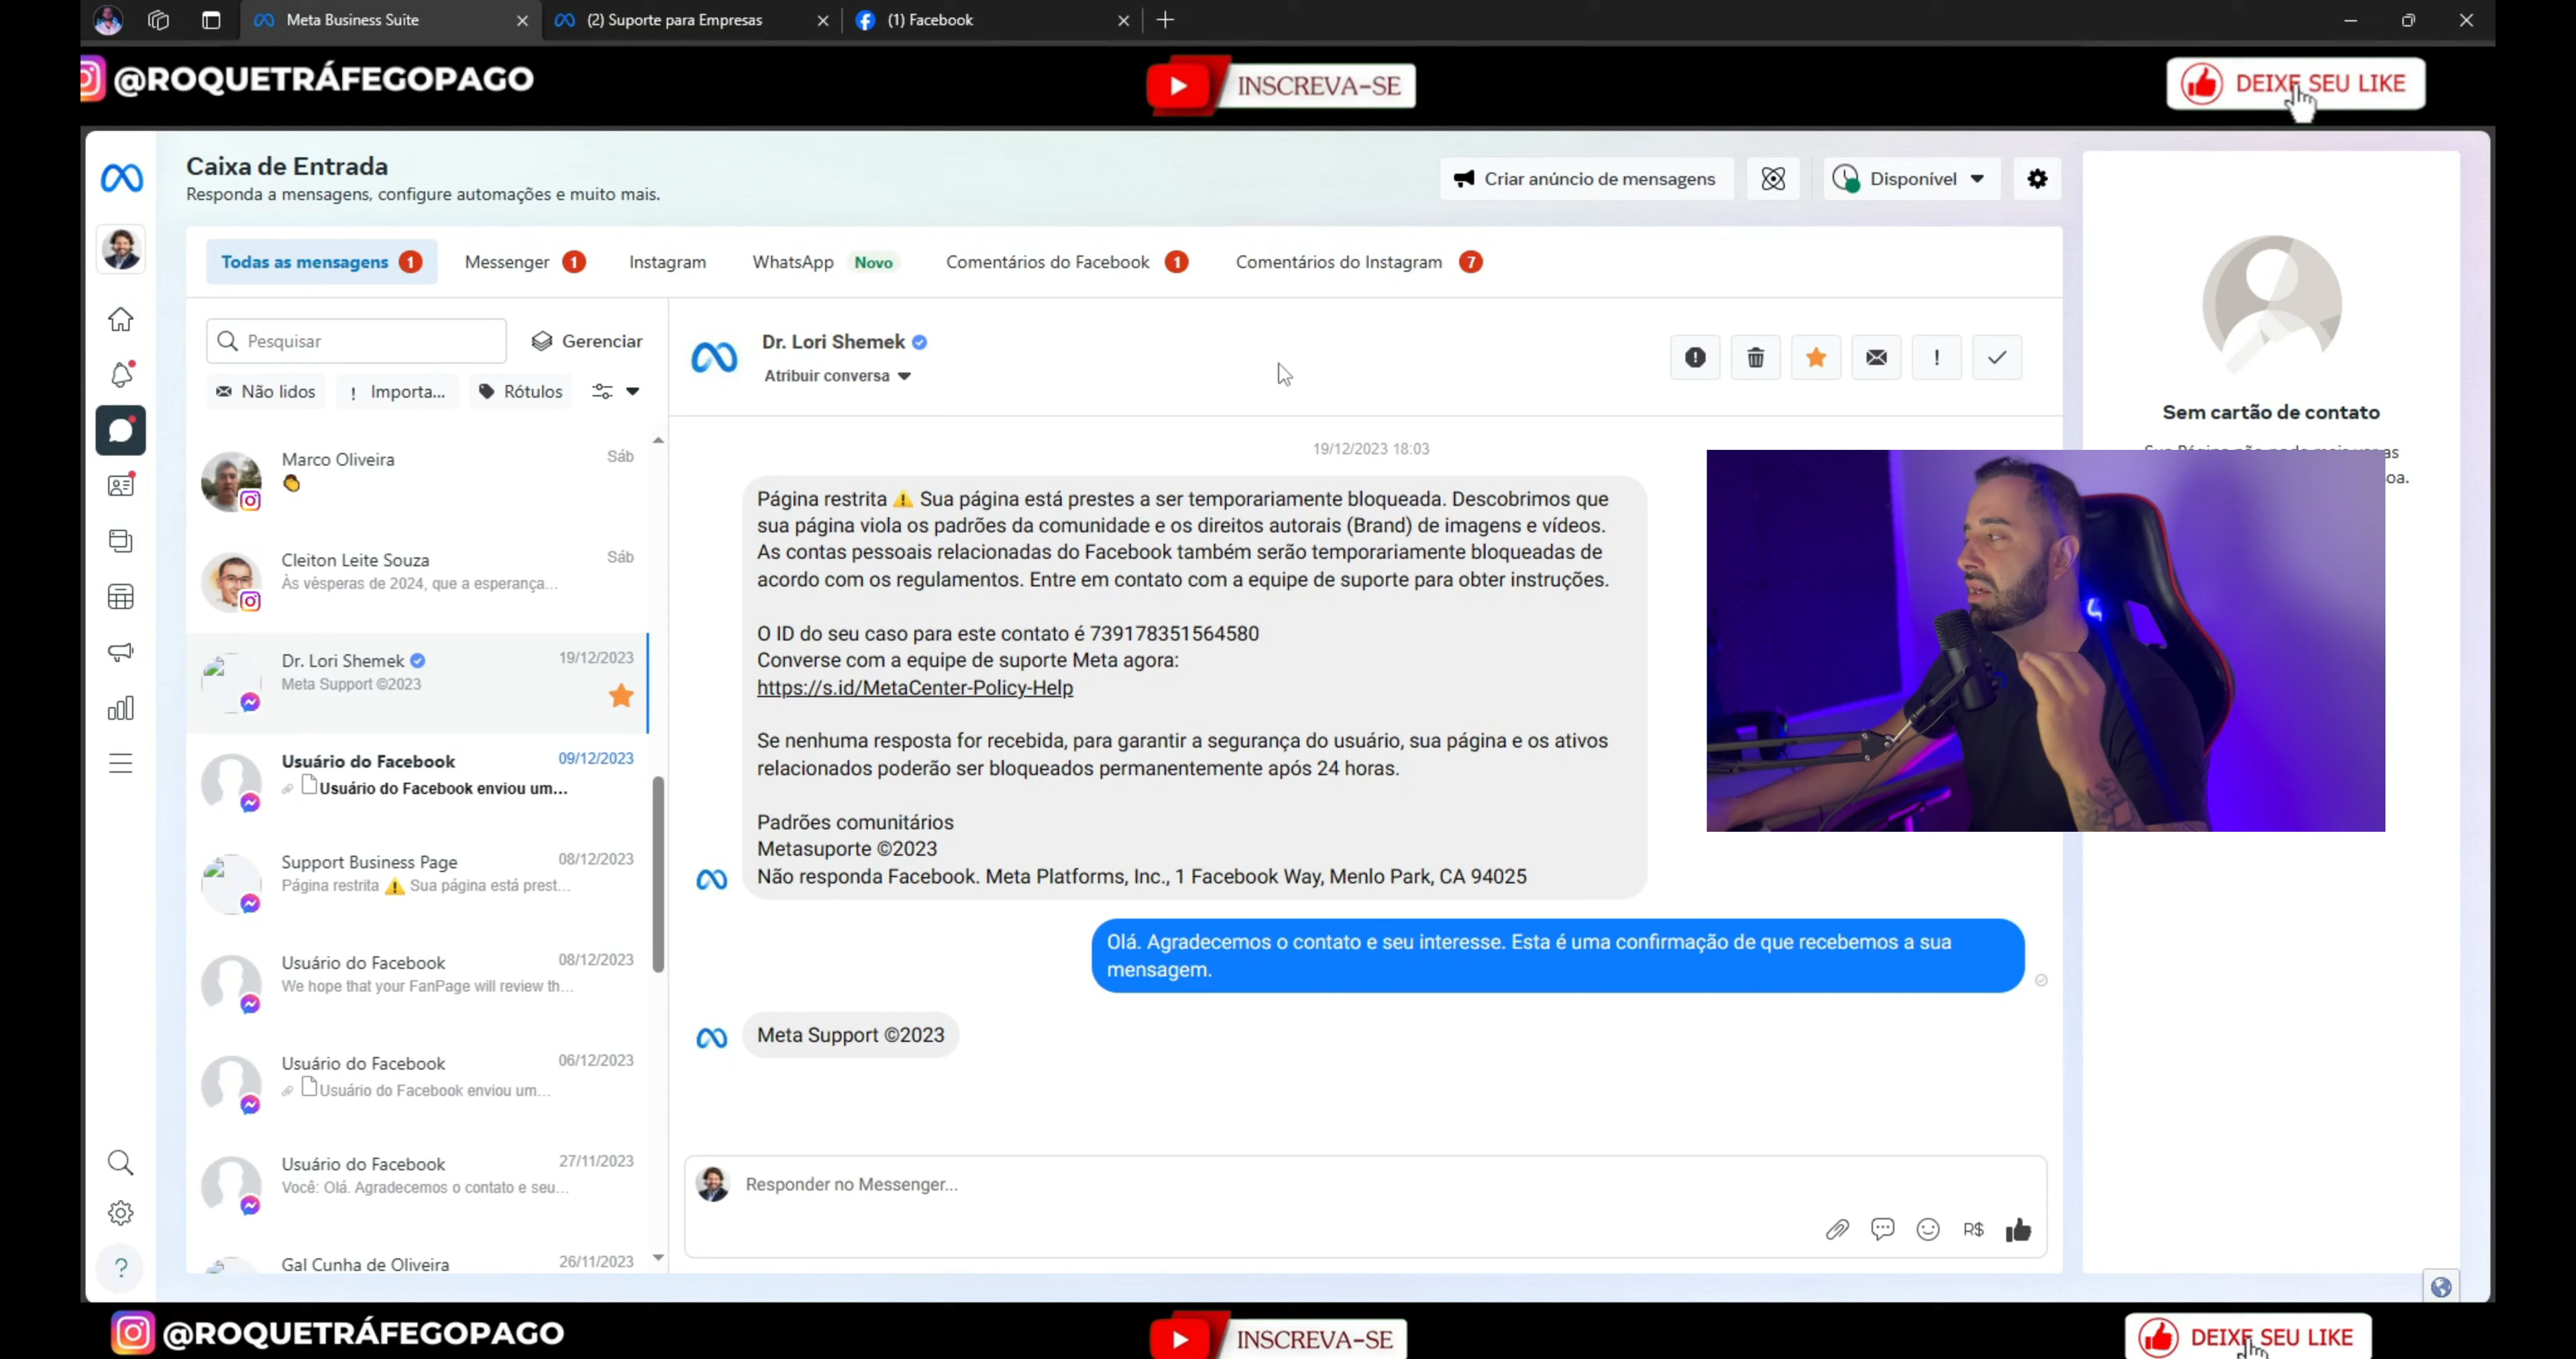 Meta Business Suite
(2) Suporte para Empresas
(1) Facebook
@ROQUETRÁFEGOPAGO
INSCREVA-SE
DEIXE SEU LIKE
Caixa de Entrada
Responda a mensagens, configure automações e muito mais.
Criar anúncio de mensagens
Disponível
Todas as mensagens 1
Messenger 1
Instagram
WhatsApp Novo
Comentários do Facebook 1
Comentários do Instagram 7
Pesquisar
Gerenciar
Não lidos
! Importa...
Rótulos
Marco Oliveira Sáb
👏
Cleiton Leite Souza Sáb
Às vésperas de 2024, que a esperança...
Dr. Lori Shemek 19/12/2023
Meta Support ©2023
Usuário do Facebook 09/12/2023
Usuário do Facebook enviou um...
Support Business Page 08/12/2023
Página restrita ⚠️ Sua página está prest...
Usuário do Facebook 08/12/2023
We hope that your FanPage will review th...
Usuário do Facebook 06/12/2023
Usuário do Facebook enviou um...
Usuário do Facebook 27/11/2023
Você: Olá. Agradecemos o contato e seu...
Gal Cunha de Oliveira 26/11/2023
Dr. Lori Shemek
Atribuir conversa
19/12/2023 18:03
Página restrita ⚠️ Sua página está prestes a ser temporariamente bloqueada. Descobrimos que
sua página viola os padrões da comunidade e os direitos autorais (Brand) de imagens e vídeos.
As contas pessoais relacionadas do Facebook também serão temporariamente bloqueadas de
acordo com os regulamentos. Entre em contato com a equipe de suporte para obter instruções.
O ID do seu caso para este contato é 739178351564580
Converse com a equipe de suporte Meta agora:
https://s.id/MetaCenter-Policy-Help
Se nenhuma resposta for recebida, para garantir a segurança do usuário, sua página e os ativos
relacionados poderão ser bloqueados permanentemente após 24 horas.
Padrões comunitários
Metasuporte ©2023
Não responda Facebook. Meta Platforms, Inc., 1 Facebook Way, Menlo Park, CA 94025
Olá. Agradecemos o contato e seu interesse. Esta é uma confirmação de que recebemos a sua
mensagem.
Meta Support ©2023
Responder no Messenger...
R$
Sem cartão de contato
@ROQUETRÁFEGOPAGO
INSCREVA-SE
DEIXE SEU LIKE